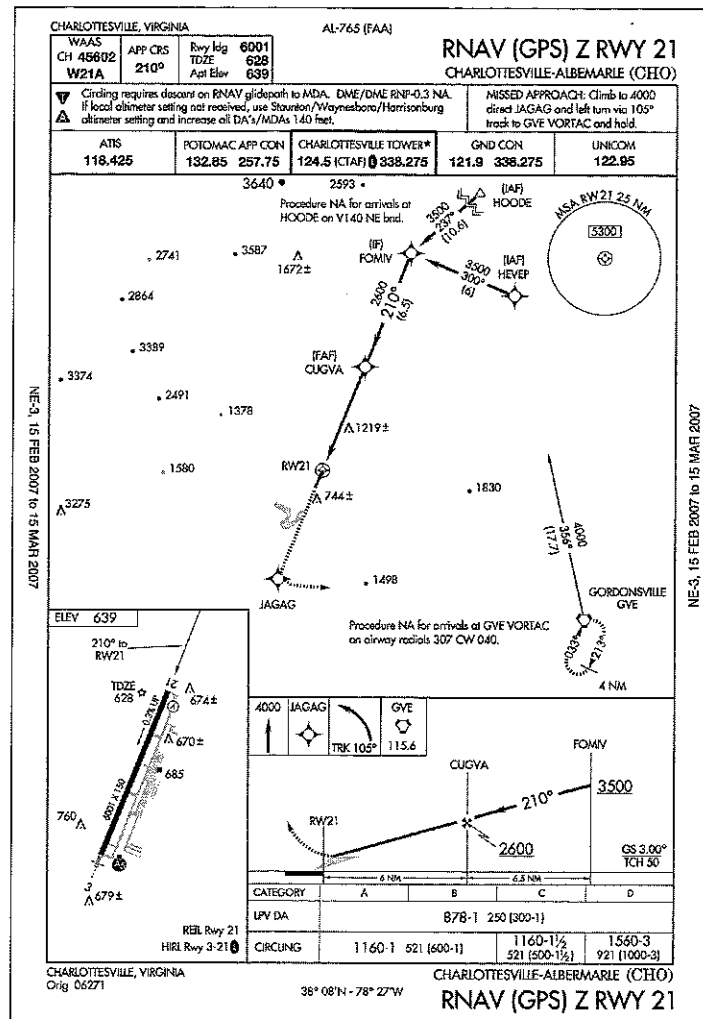 CHARLOTTESVILLE, VIRGINIA
AL-765 (FAA)
WAAS
CH 45602
W21A
APP CRS
210°
Rwy ldg 6001
TDZE 628
Apt Elev 639
RNAV (GPS) Z RWY 21
CHARLOTTESVILLE-ALBEMARLE (CHO)
Circling requires descent on RNAV glidepath to MDA. DME/DME RNP-0.3 NA.
If local altimeter setting not received, use Staunton/Waynesboro/Harrisonburg
altimeter setting and increase all DA's/MDAs 140 feet.
MISSED APPROACH: Climb to 4000
direct JAGAG and left turn via 105°
track to GVE VORTAC and hold.
ATIS
118.425
POTOMAC APP CON
132.85 257.75
CHARLOTTESVILLE TOWER★
124.5 (CTAF) 338.275
GND CON
121.9 338.275
UNICOM
122.95
3640
2593
Procedure NA for arrivals at
HOODE on V140 NE bnd.
(IAF)
HOODE
3500
237°
(10.6)
MSA RW21 25 NM
5300
(IF)
FOMIV
3500
300°
(6)
(IAF)
HEVEP
2741
3587
1672±
2864
2600
210°
(6.5)
3389
(FAF)
CUGVA
3374
2491
1378
1219±
1580
RW21
744±
1830
3275
4000
356°
(17.7)
JAGAG
1498
GORDONSVILLE
GVE
Procedure NA for arrivals at GVE VORTAC
on airway radials 307 CW 040.
033°
213°
4 NM
NE-3, 15 FEB 2007 to 15 MAR 2007
NE-3, 15 FEB 2007 to 15 MAR 2007
ELEV 639
210° to
RW21
TDZE
628
21
674±
0.3% UP
670±
685
6001 X 150
760
3
679±
REIL Rwy 21
HIRL Rwy 3-21
4000
JAGAG
TRK 105°
GVE
115.6
FOMIV
CUGVA
3500
210°
RW21
2600
GS 3.00°
TCH 50
6 NM
6.5 NM
CATEGORY A B C D
LPV DA 878-1 250 (300-1)
CIRCLING 1160-1 521 (600-1) 1160-1½ 521 (500-1½) 1560-3 921 (1000-3)
CHARLOTTESVILLE, VIRGINIA
Orig 06271
38° 08'N - 78° 27'W
CHARLOTTESVILLE-ALBERMARLE (CHO)
RNAV (GPS) Z RWY 21